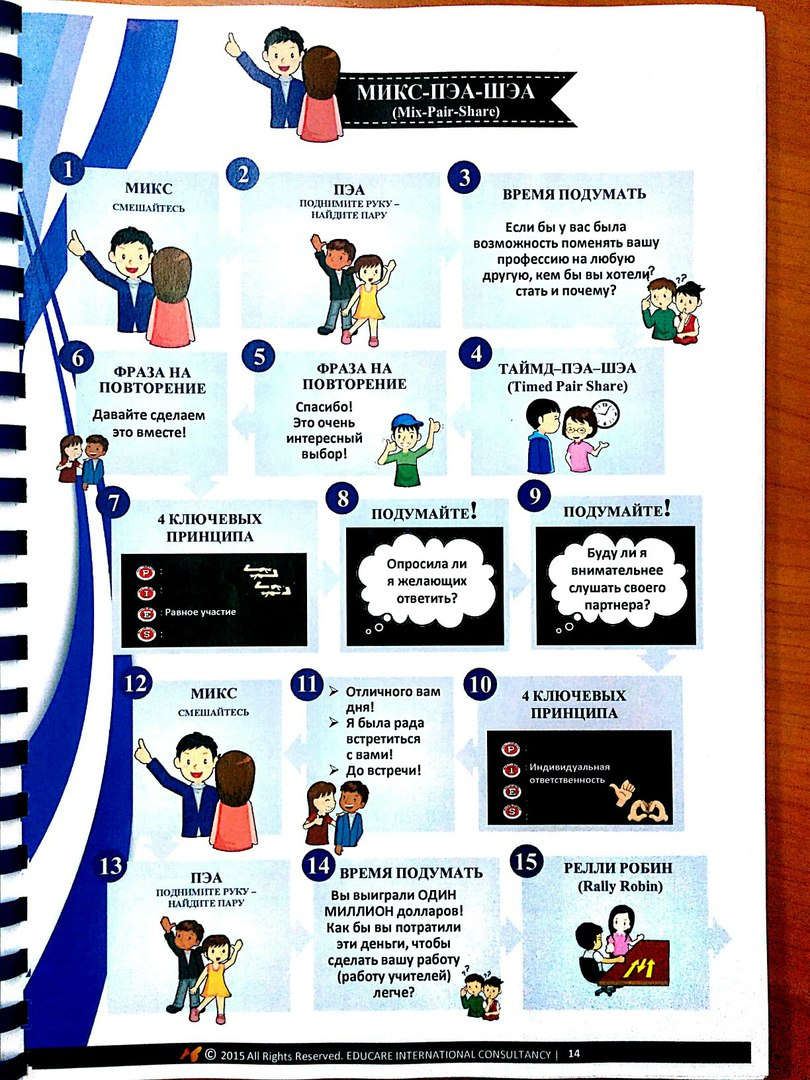 МИКС-ПЭА-ШЭА
(Mix-Pair-Share)
1
МИКС
СМЕШАЙТЕСЬ
2
ПЭА
ПОДНИМИТЕ РУКУ –
НАЙДИТЕ ПАРУ
3
ВРЕМЯ ПОДУМАТЬ
Если бы у вас была
возможность поменять вашу
профессию на любую
другую, кем бы вы хотели
стать и почему?
??
4
ТАЙМД–ПЭА–ШЭА
(Timed Pair Share)
5
ФРАЗА НА
ПОВТОРЕНИЕ
Спасибо!
Это очень
интересный
выбор!
6
ФРАЗА НА
ПОВТОРЕНИЕ
Давайте сделаем
это вместе!
7
4 КЛЮЧЕВЫХ
ПРИНЦИПА
P :
I :
E : Равное участие
S :
8
ПОДУМАЙТЕ!
Опросила ли
я желающих
ответить?
9
ПОДУМАЙТЕ!
Буду ли я
внимательнее
слушать своего
партнера?
10
4 КЛЮЧЕВЫХ
ПРИНЦИПА
P :
I : Индивидуальная
ответственность
E
S :
11
➢ Отличного вам
дня!
➢ Я была рада
встретиться
с вами!
➢ До встречи!
12
МИКС
СМЕШАЙТЕСЬ
13
ПЭА
ПОДНИМИТЕ РУКУ –
НАЙДИТЕ ПАРУ
14
ВРЕМЯ ПОДУМАТЬ
Вы выиграли ОДИН
МИЛЛИОН долларов!
Как бы вы потратили
эти деньги, чтобы
сделать вашу работу
(работу учителей)
легче?
??
15
РЕЛЛИ РОБИН
(Rally Robin)
© 2015 All Rights Reserved. EDUCARE INTERNATIONAL CONSULTANCY | 14